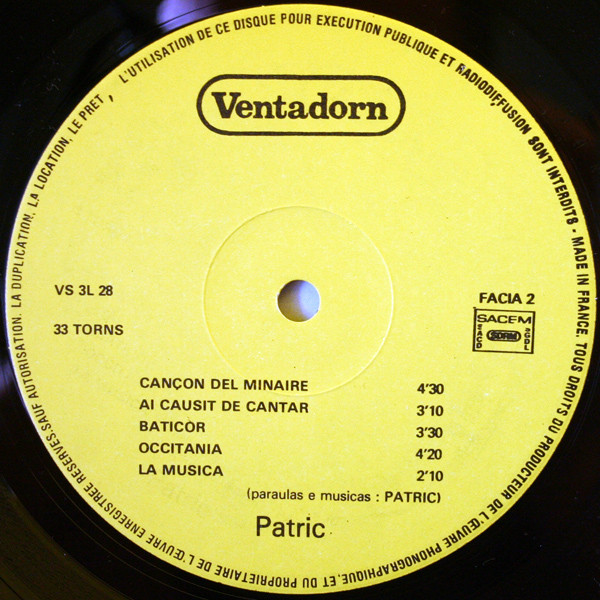 L'UTILISATION DE CE DISQUE POUR EXECUTION PUBLIQUE ET RADIODIFFUSION SONT INTERDITS - MADE IN FRANCE. TOUS DROITS DU PRODUCTEUR DE L'ŒUVRE PHONOGRAPHIQUE.ET DU PROPRIETAIRE DE L'ŒUVRE ENREGISTREE RESERVES.SAUF AUTORISATION. LA DUPLICATION. LA LOCATION. LE PRET,
Ventadorn
VS 3L 28
33 TORNS
FACIA 2
SACEM
SACD
SDRM
SGDL
CANÇON DEL MINAIRE 4'30
AI CAUSIT DE CANTAR 3'10
BATICÒR 3'30
OCCITANIA 4'20
LA MUSICA 2'10
(paraulas e musicas : PATRIC)
Patric